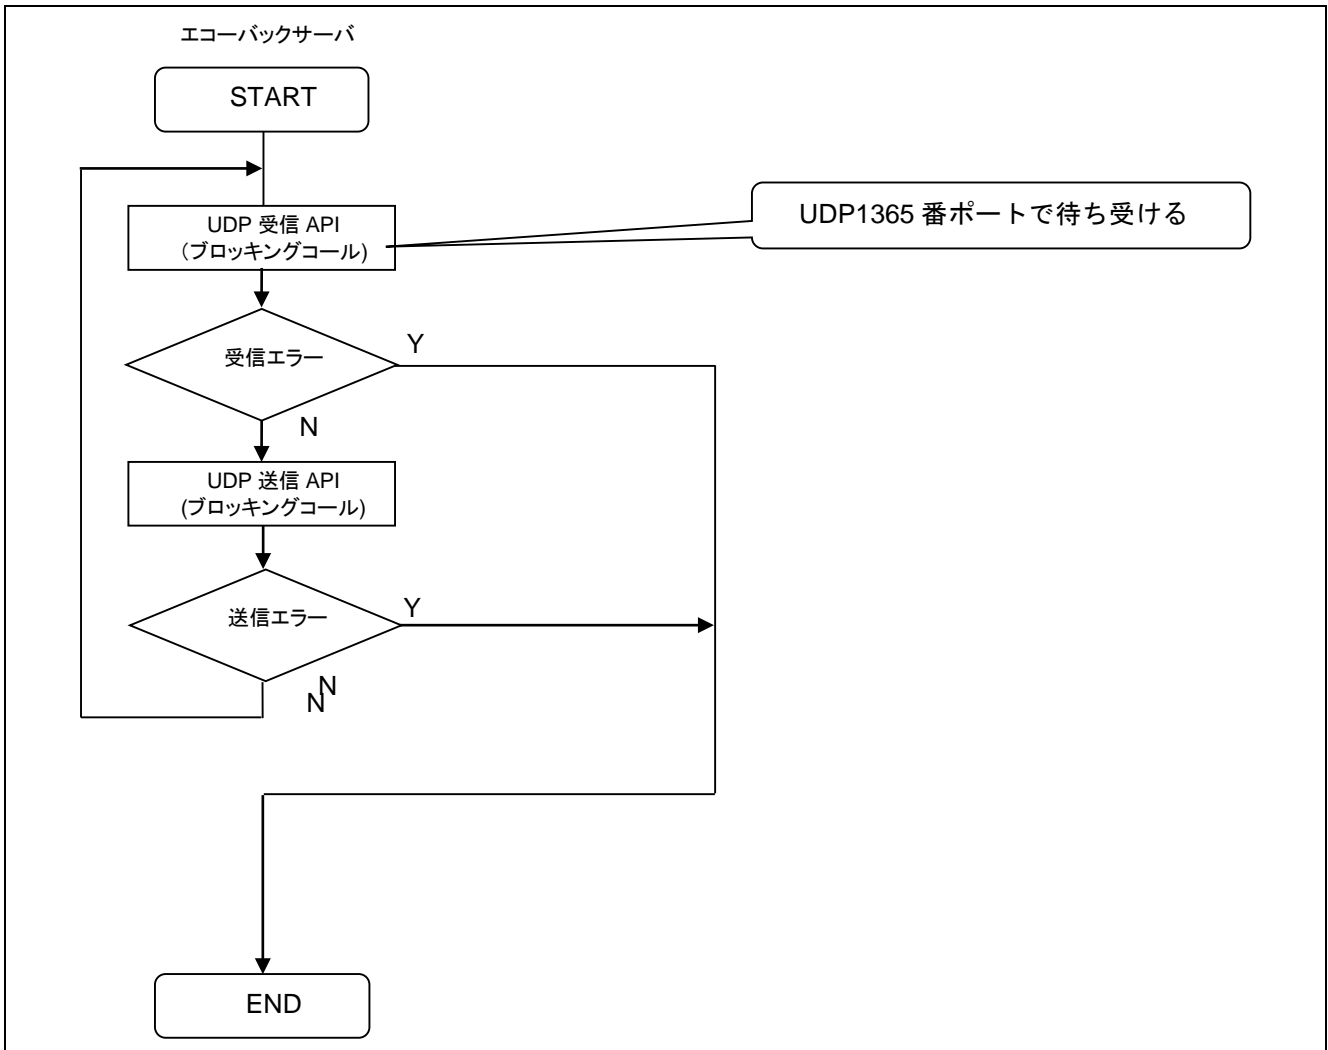 エコーバックサーバ
START
UDP 受信 API
（ブロッキングコール)
UDP1365 番ポートで待ち受ける
受信エラー
Y
N
UDP 送信 API
(ブロッキングコール)
送信エラー
Y
N
N
END